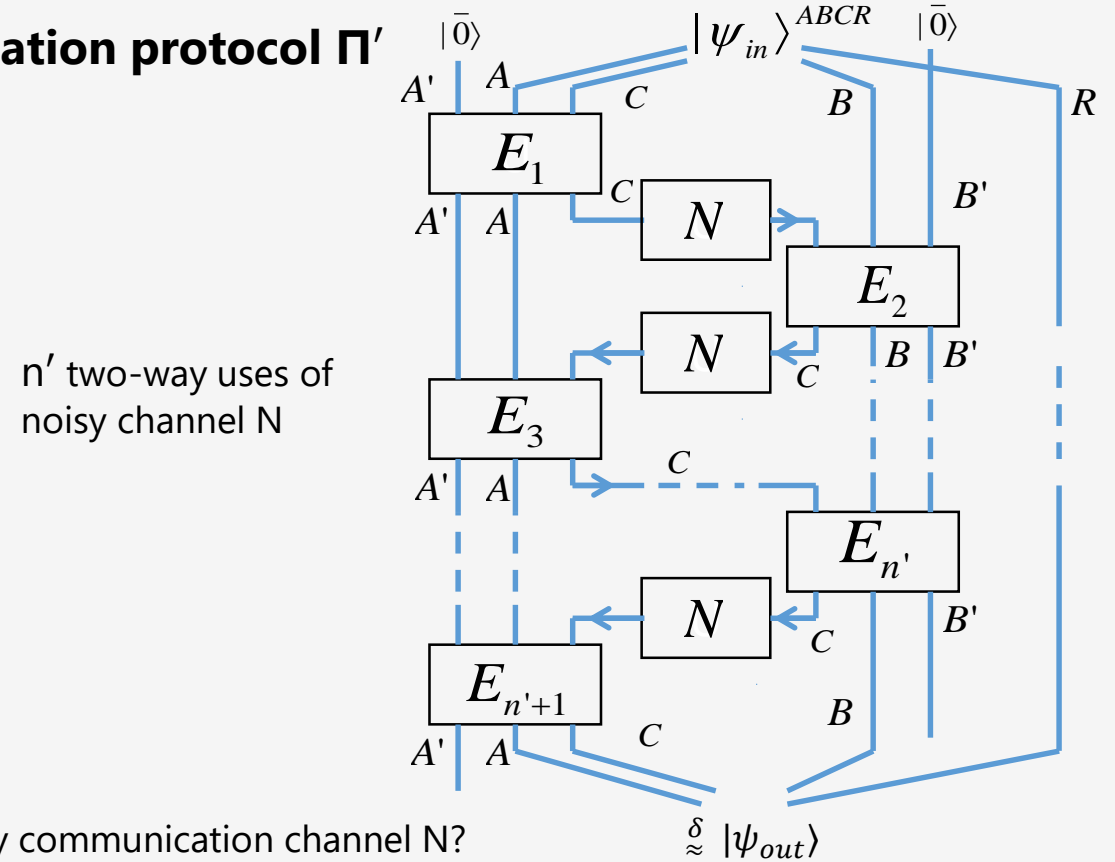 ation protocol Π′
|0̄⟩ |ψ_in⟩^ABCR |0̄⟩
A' A C B R
E_1
C B'
A' A N
E_2
N B B'
C
n′ two-way uses of
noisy channel N
E_3
C
A' A
E_n'
N B'
C
E_n'+1
B
C
A' A
y communication channel N?
δ
≈ |ψ_out⟩